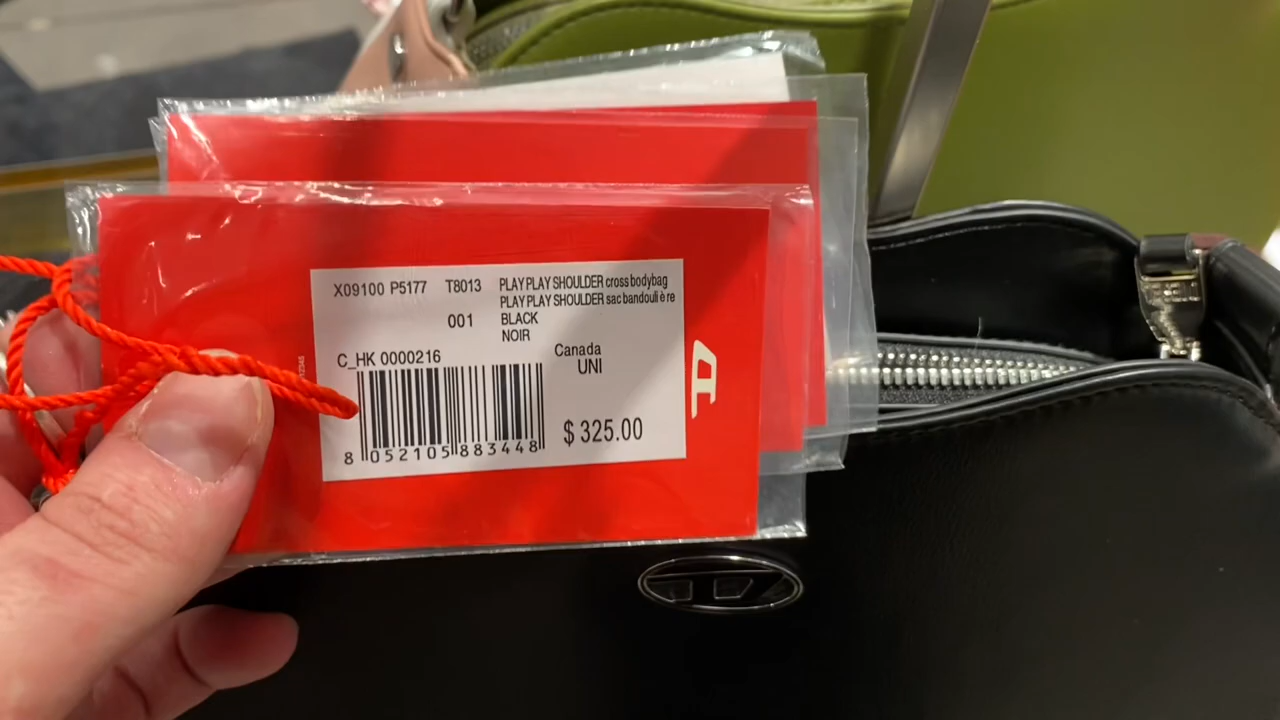 X09100 P5177 T8013 PLAY PLAY SHOULDER cross bodybag
PLAY PLAY SHOULDER sac bandouli è re
001 BLACK
NOIR
C_HK 0000216
Canada
UNI
$ 325.00
8 052105 883448
D
D